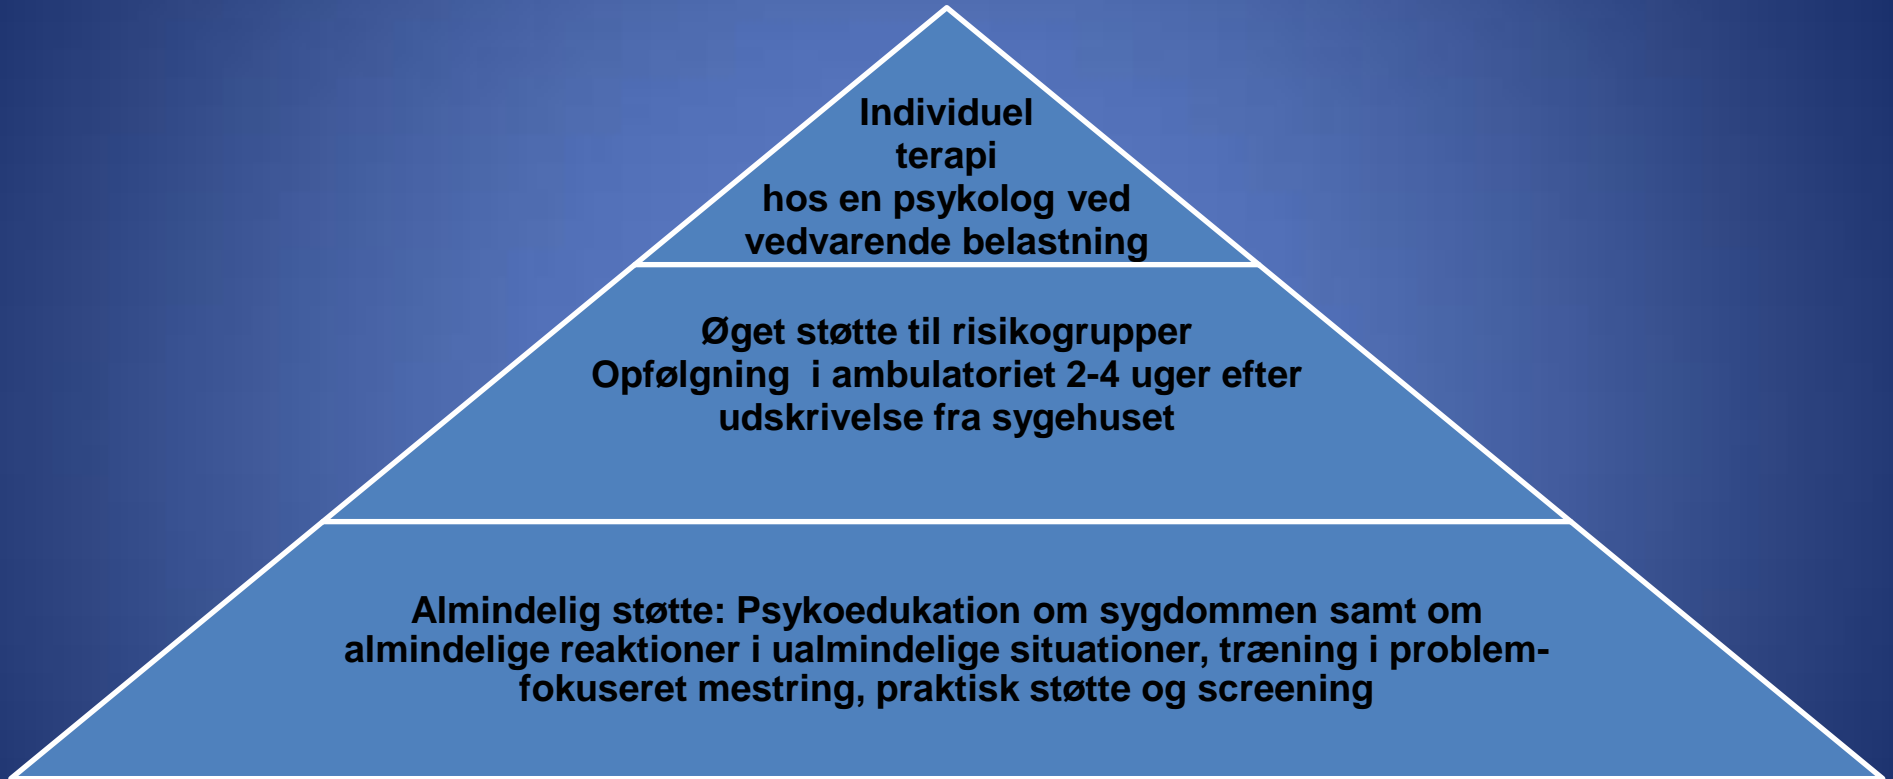 Individuel
terapi
hos en psykolog ved
vedvarende belastning
Øget støtte til risikogrupper
Opfølgning  i ambulatoriet 2-4 uger efter
udskrivelse fra sygehuset
Almindelig støtte: Psykoedukation om sygdommen samt om
almindelige reaktioner i ualmindelige situationer, træning i problem-
fokuseret mestring, praktisk støtte og screening